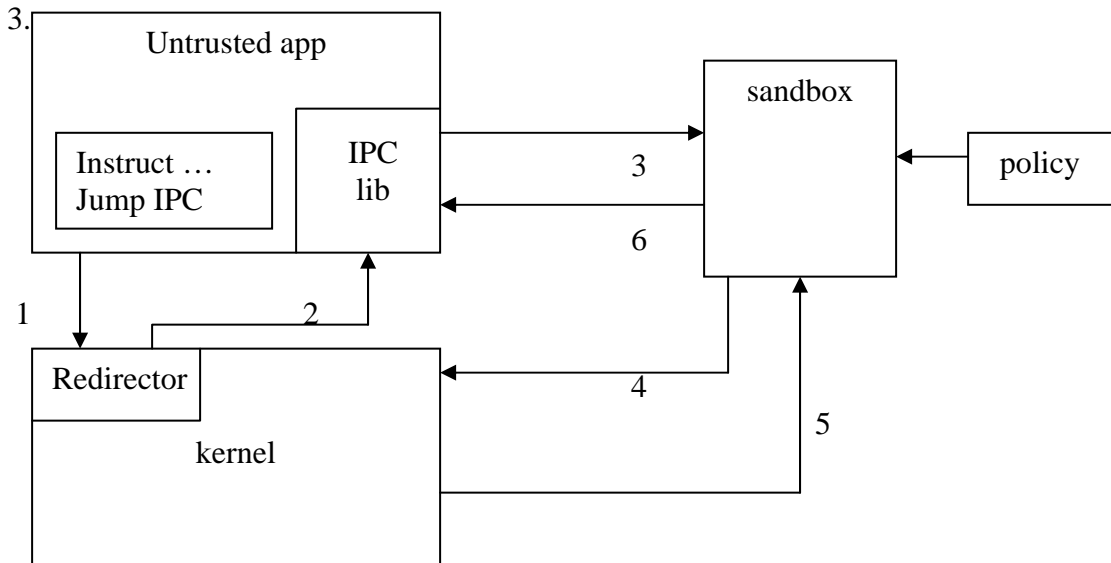 3.
Untrusted app
sandbox
Instruct …
Jump IPC
IPC
lib
3
policy
6
1
2
Redirector
4
5
kernel